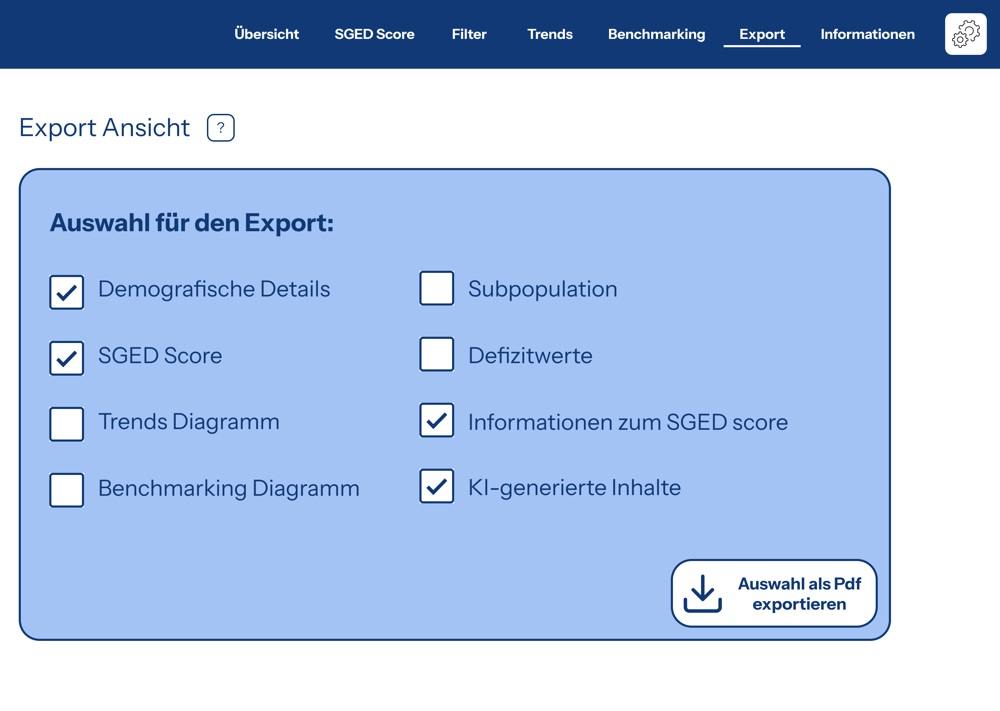 Übersicht SGED Score Filter Trends Benchmarking Export Informationen
Export Ansicht ?
Auswahl für den Export:
Demografische Details
SGED Score
Trends Diagramm
Benchmarking Diagramm
Subpopulation
Defizitwerte
Informationen zum SGED score
KI-generierte Inhalte
Auswahl als Pdf
exportieren